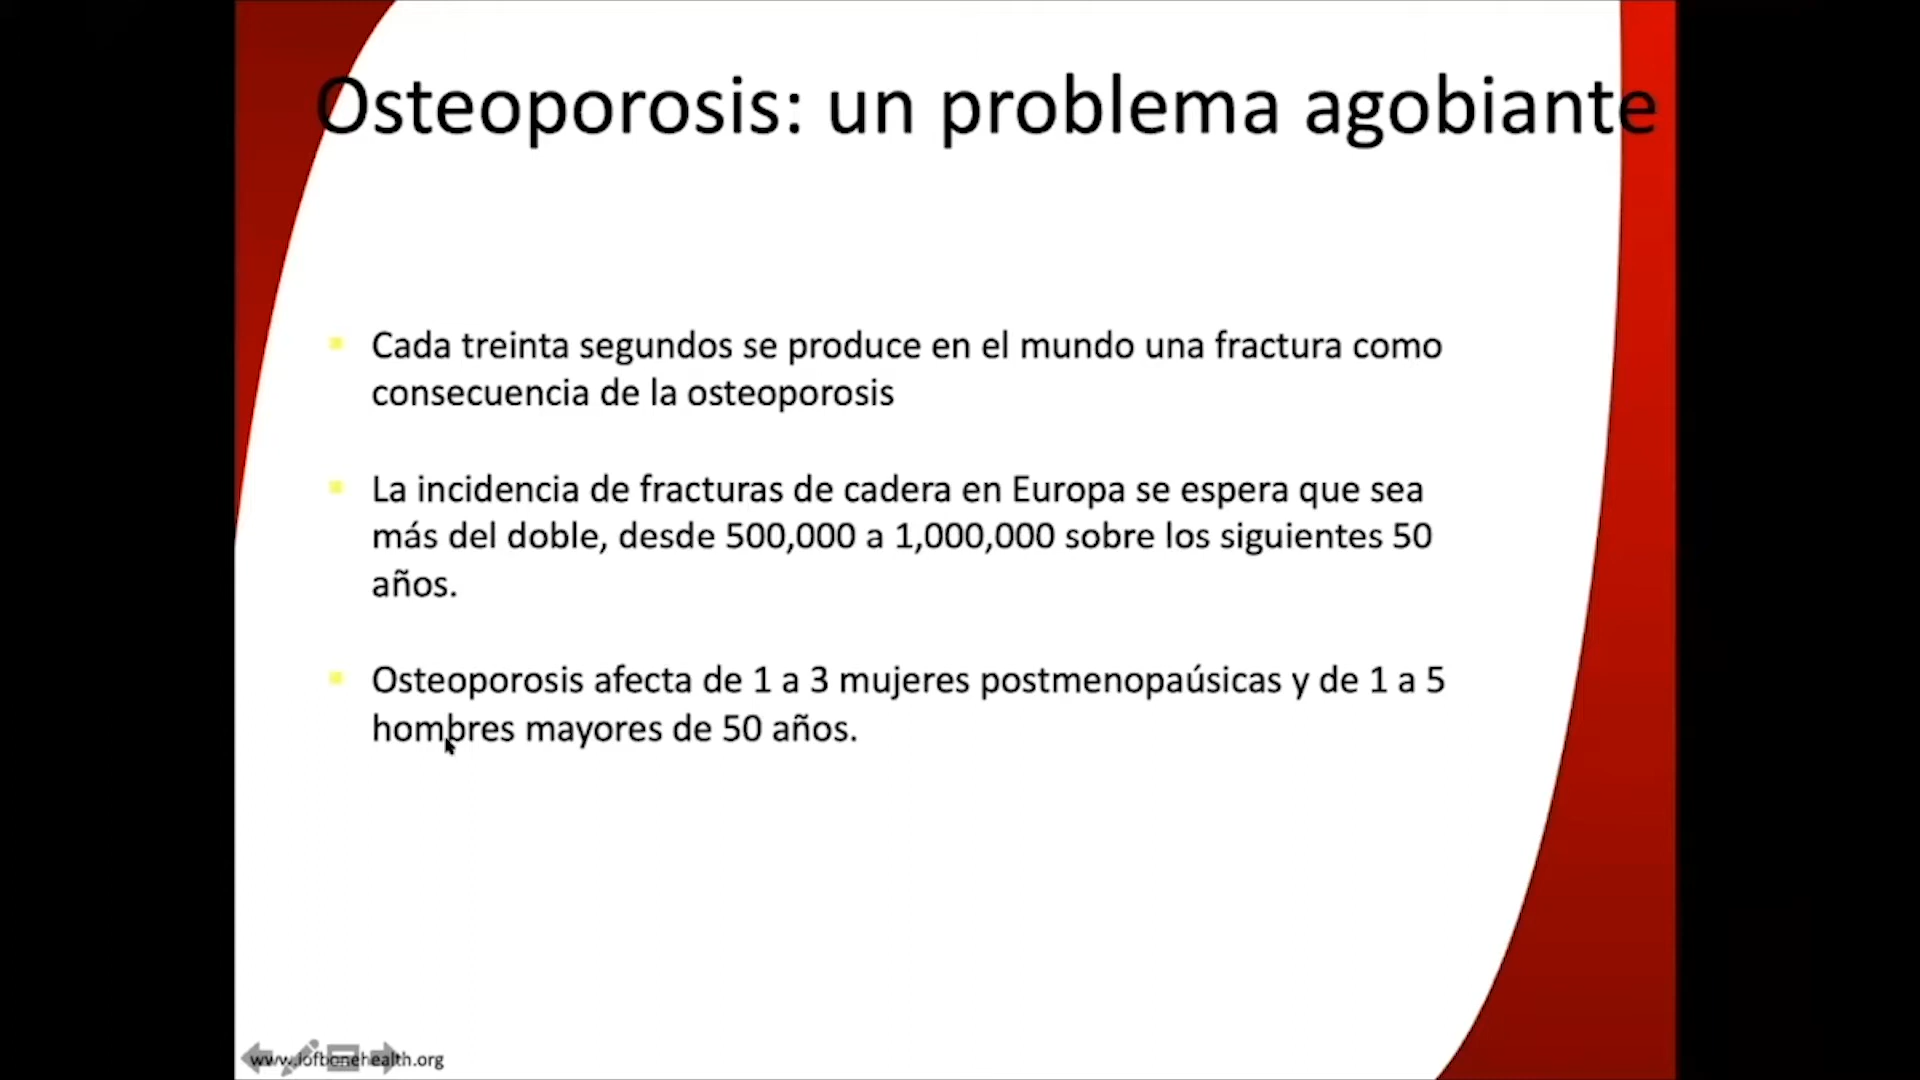 Osteoporosis: un problema agobiante
Cada treinta segundos se produce en el mundo una fractura como
consecuencia de la osteoporosis
La incidencia de fracturas de cadera en Europa se espera que sea
más del doble, desde 500,000 a 1,000,000 sobre los siguientes 50
años.
Osteoporosis afecta de 1 a 3 mujeres postmenopaúsicas y de 1 a 5
hombres mayores de 50 años.
www.iofbonehealth.org